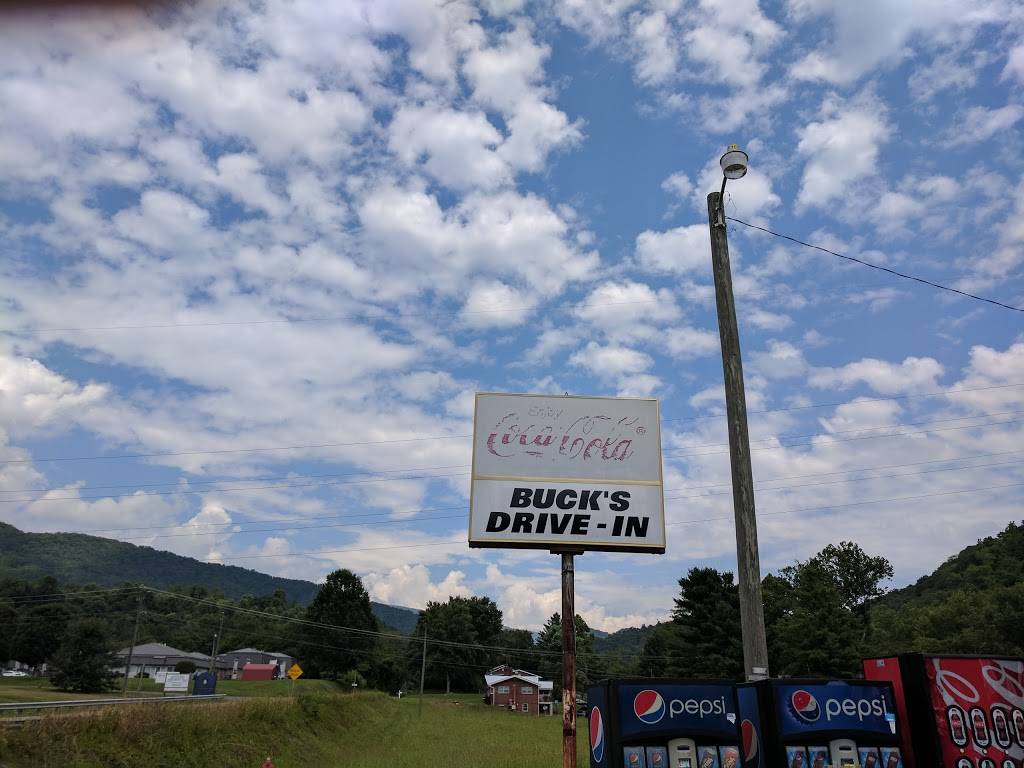 Enjoy
Coca-Cola®
BUCK'S
DRIVE-IN
pepsi
pepsi